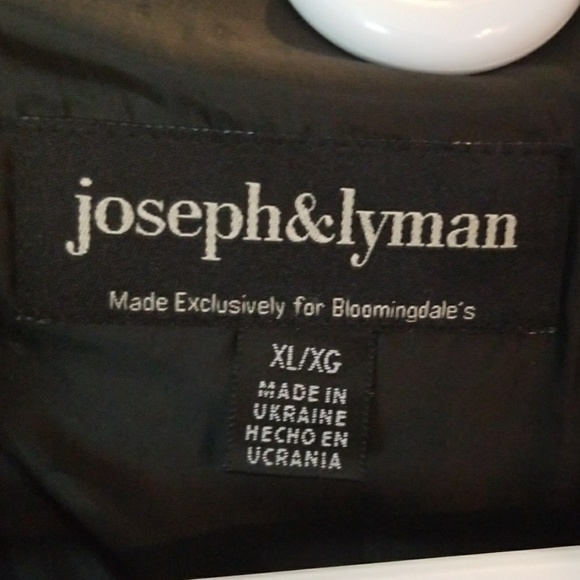 joseph&lyman
Made Exclusively for Bloomingdale's
XL/XG
MADE IN
UKRAINE
HECHO EN
UCRANIA